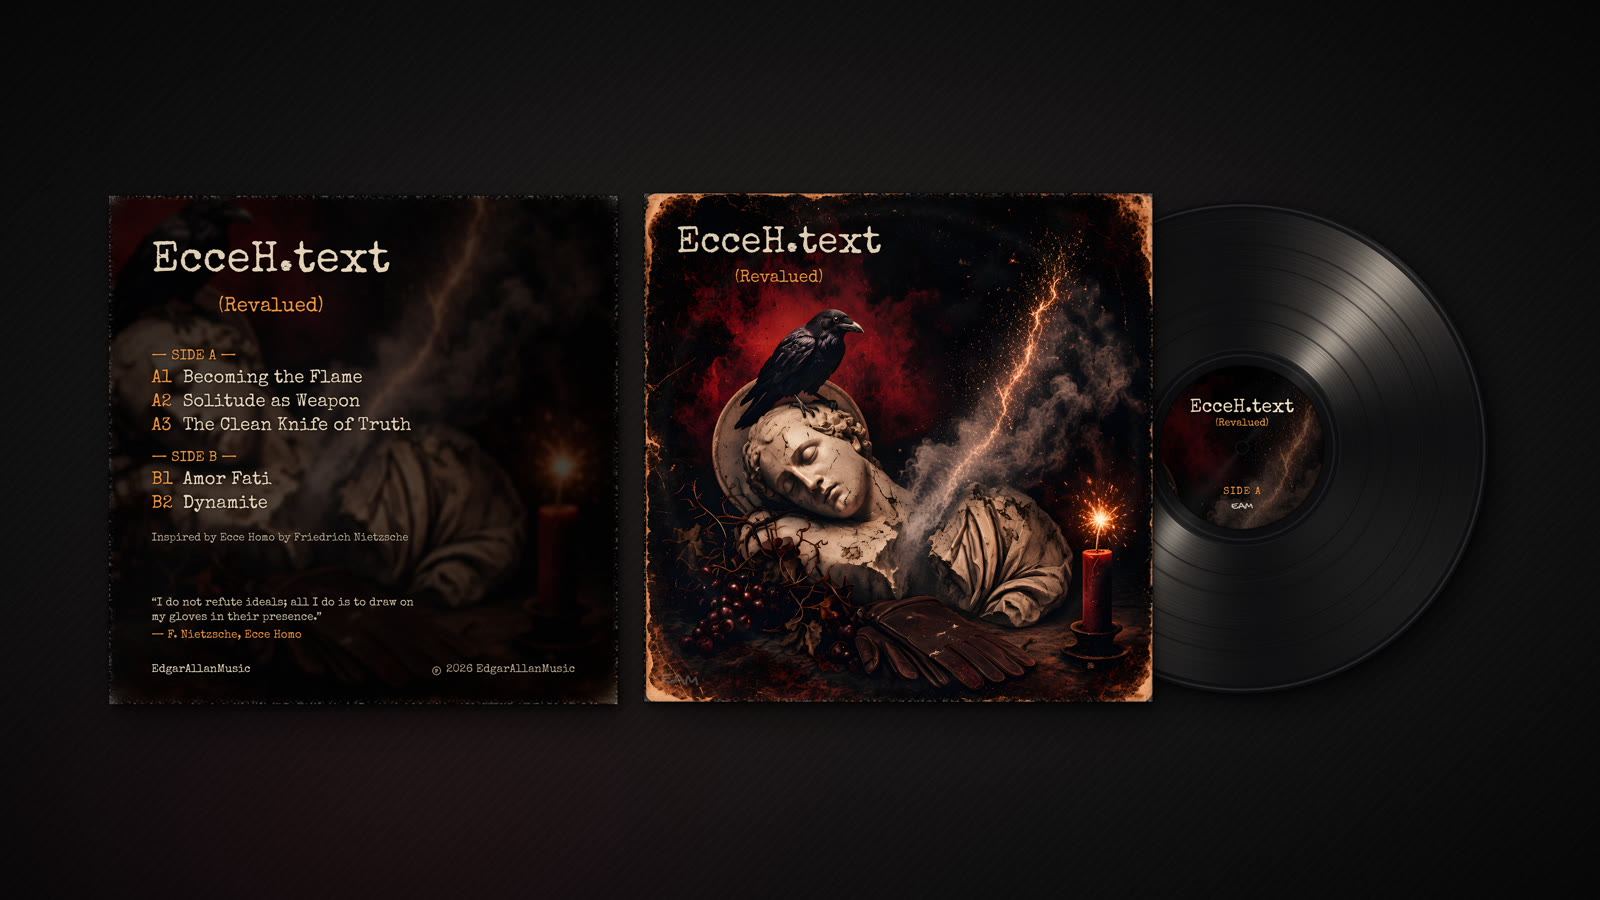 EcceH.text
(Revalued)
— SIDE A —
A1 Becoming the Flame
A2 Solitude as Weapon
A3 The Clean Knife of Truth
— SIDE B —
B1 Amor Fati
B2 Dynamite
Inspired by Ecce Homo by Friedrich Nietzsche
“I do not refute ideals; all I do is to draw on
my gloves in their presence.”
— F. Nietzsche, Ecce Homo
EdgarAllanMusic
℗ 2026 EdgarAllanMusic
EcceH.text
(Revalued)
EAM
EcceH.text
(Revalued)
SIDE A
EAM